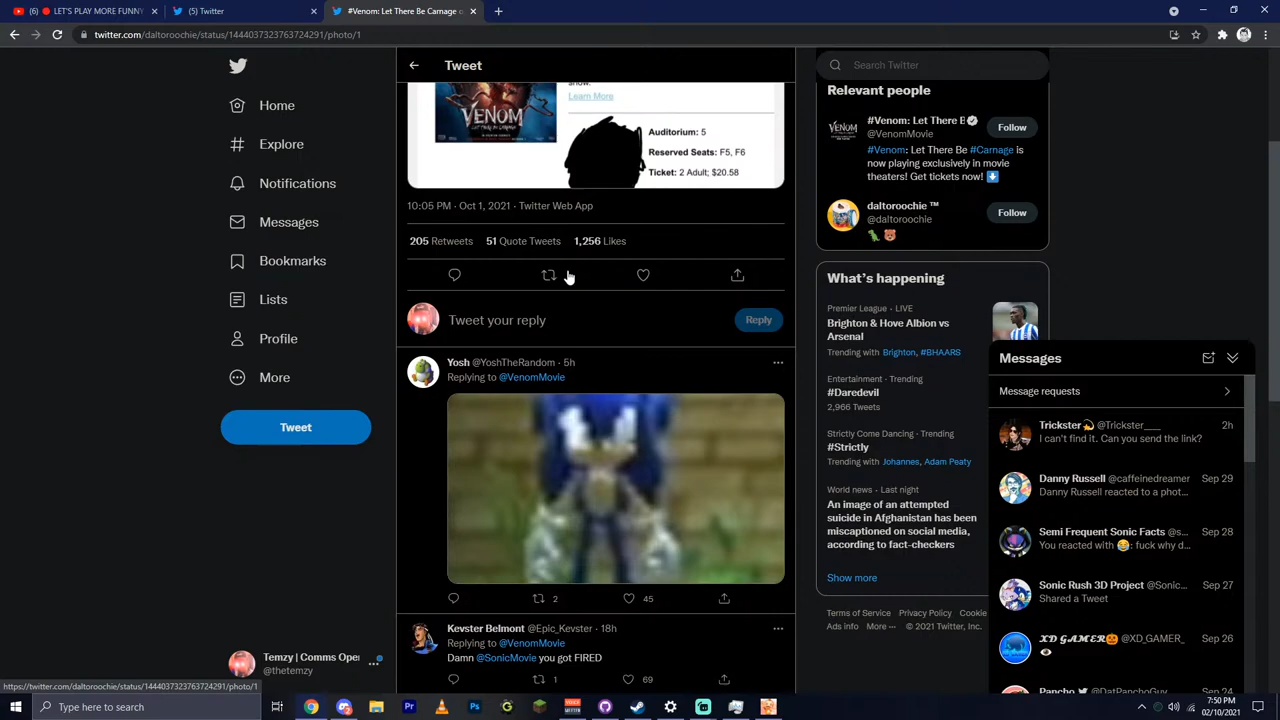 (6) 🔴 LET'S PLAY MORE FUNNY
(5) Twitter
#Venom: Let There Be Carnage o
twitter.com/daltoroochie/status/1444037323763724291/photo/1
Home
Explore
Notifications
Messages
Bookmarks
Lists
Profile
More
Tweet
Temzy | Comms Ope
@thetemzy
https://twitter.com/daltoroochie/status/1444037323763724291/photo/1
Tweet
show.
Learn More
VENOM
LET THERE BE CARNAGE
Auditorium: 5
Reserved Seats: F5, F6
Ticket: 2 Adult; $20.58
10:05 PM · Oct 1, 2021 · Twitter Web App
205 Retweets 51 Quote Tweets 1,256 Likes
Tweet your reply
Reply
Yosh @YoshTheRandom · 5h
Replying to @VenomMovie
2 45
Kevster Belmont @Epic_Kevster · 18h
Replying to @VenomMovie
Damn @SonicMovie you got FIRED
1 69
Search Twitter
Relevant people
#Venom: Let There B
@VenomMovie
Follow
#Venom: Let There Be #Carnage is
now playing exclusively in movie
theaters! Get tickets now! ⬇️
daltoroochie ™
@daltoroochie
Follow
🦖🐻
What's happening
Premier League · LIVE
Brighton & Hove Albion vs
Arsenal
Trending with Brighton, #BHAARS
Entertainment · Trending
#Daredevil
2,966 Tweets
Strictly Come Dancing · Trending
#Strictly
Trending with Johannes, Adam Peaty
World news · Last night
An image of an attempted
suicide in Afghanistan has been
miscaptioned on social media,
according to fact-checkers
Show more
Terms of Service Privacy Policy Cookie
Ads info More ··· © 2021 Twitter, Inc.
Messages
Message requests
Trickster💫 @Trickster___ 2h
I can't find it. Can you send the link?
Danny Russell @caffeinedreamer Sep 29
Danny Russell reacted to a phot...
Semi Frequent Sonic Facts @s... Sep 28
You reacted with 😂: fuck why d...
Sonic Rush 3D Project @Sonic... Sep 27
Shared a Tweet
𝙓𝘿 𝙂𝘼𝙈𝙀𝙍🎃 @XD_GAMER_ Sep 26
👁️
Pancho @DatPanchoGuy Sep 24
Type here to search
7:50 PM
02/10/2021